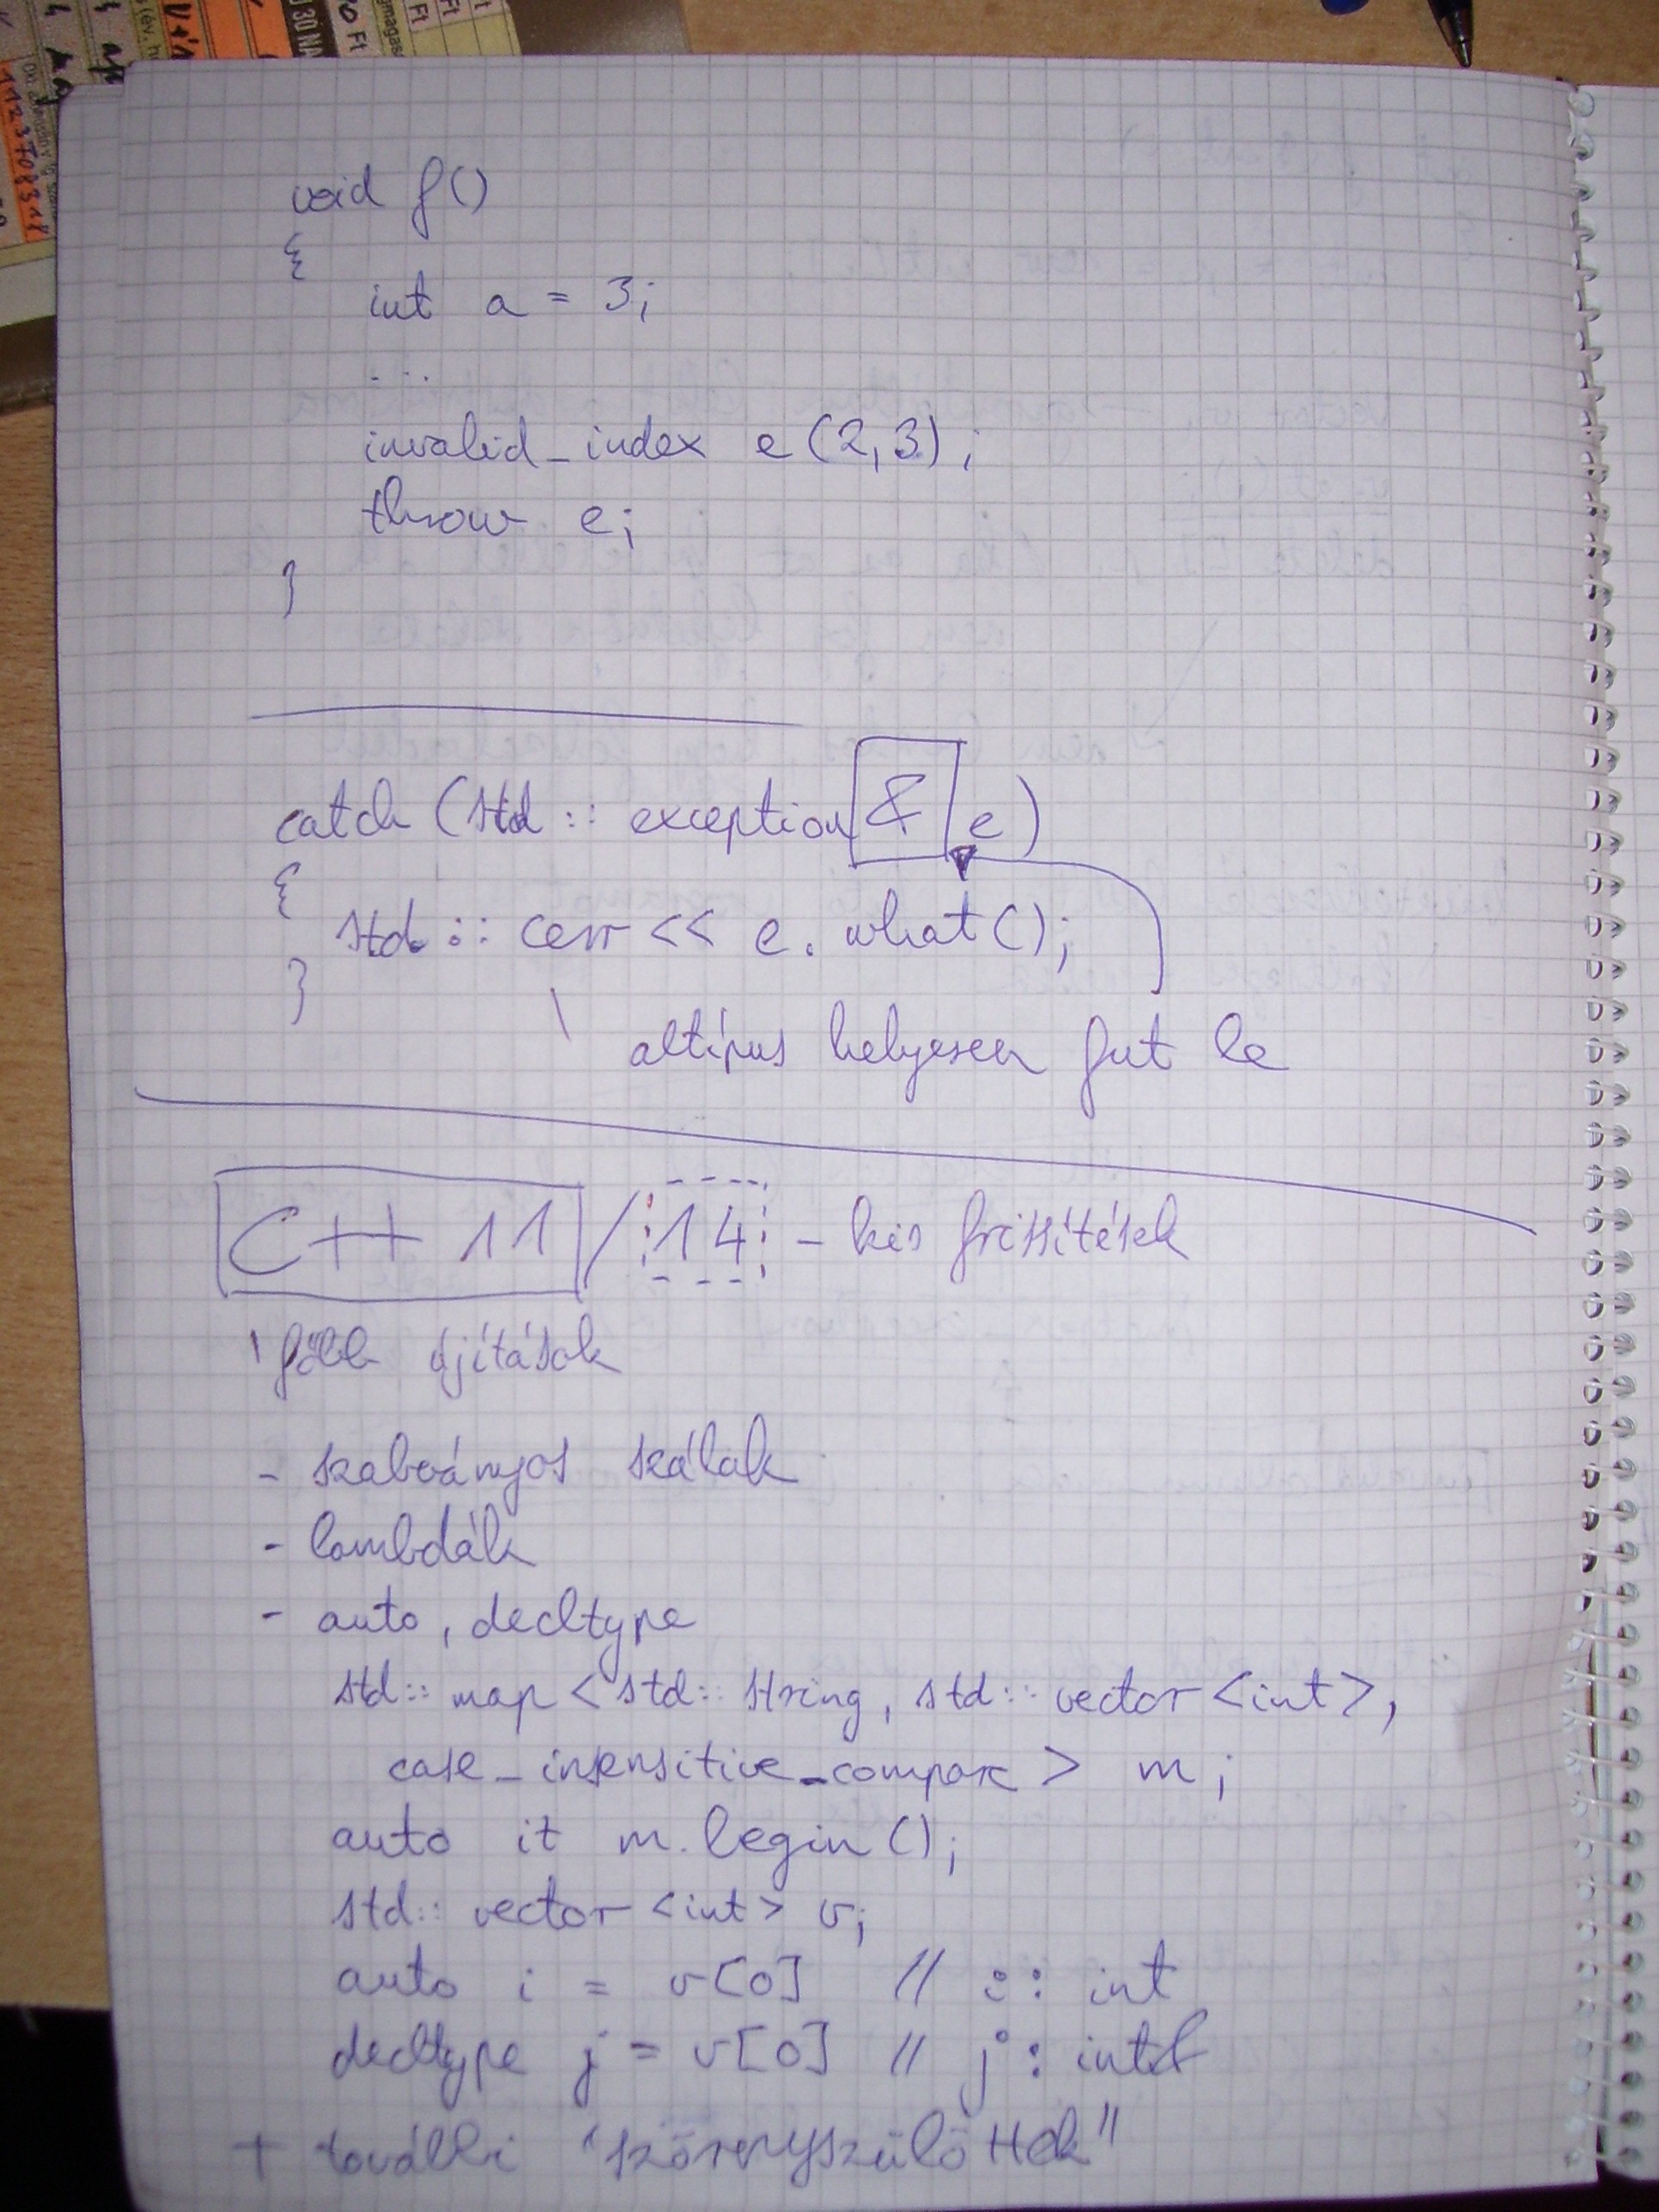 void f()
{
int a = 3;
...
invalid_index e(2,3);
throw e;
}
catch (std::exception & e)
{
std::cerr << e.what();
}
altípus helyesen fut le
C++ 11 / 14 - kis frissítések
főbb újítások
- szabványos szálak
- lambdák
- auto, decltype
std::map <std::string, std::vector <int>,
case_insensitive_compare > m;
auto it m.begin();
std::vector <int> v;
auto i = v[0] // i: int
decltype j = v[0] // j: int&
+ további "szörnyszülöttek"